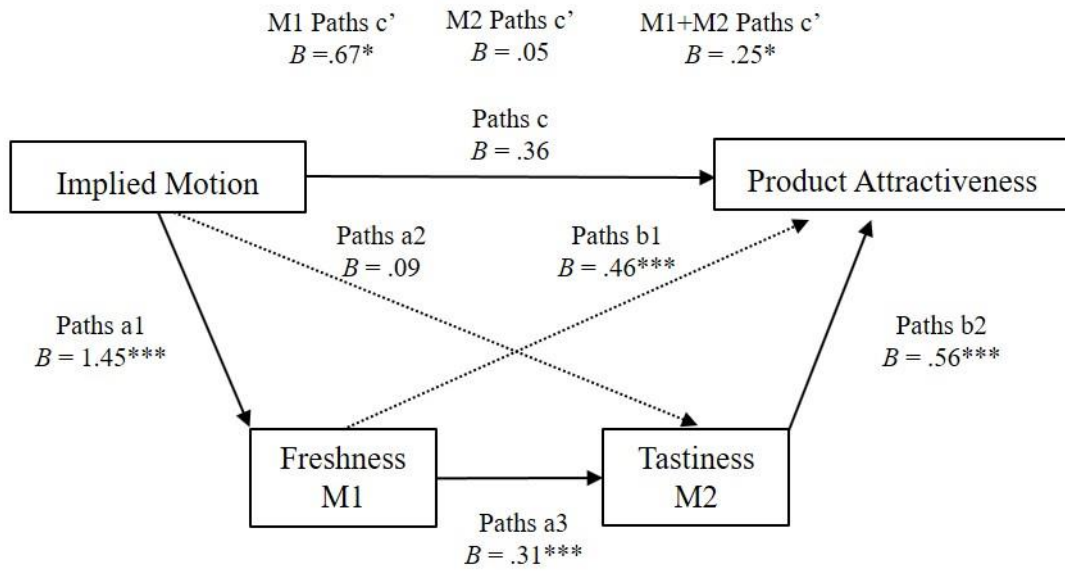 M1 Paths c’ M2 Paths c’ M1+M2 Paths c’
B =.67* B = .05 B = .25*
Paths c
B = .36
Implied Motion Product Attractiveness
Paths a2 Paths b1
B = .09 B = .46***
Paths a1 Paths b2
B = 1.45*** B = .56***
Freshness Tastiness
M1 M2
Paths a3
B = .31***